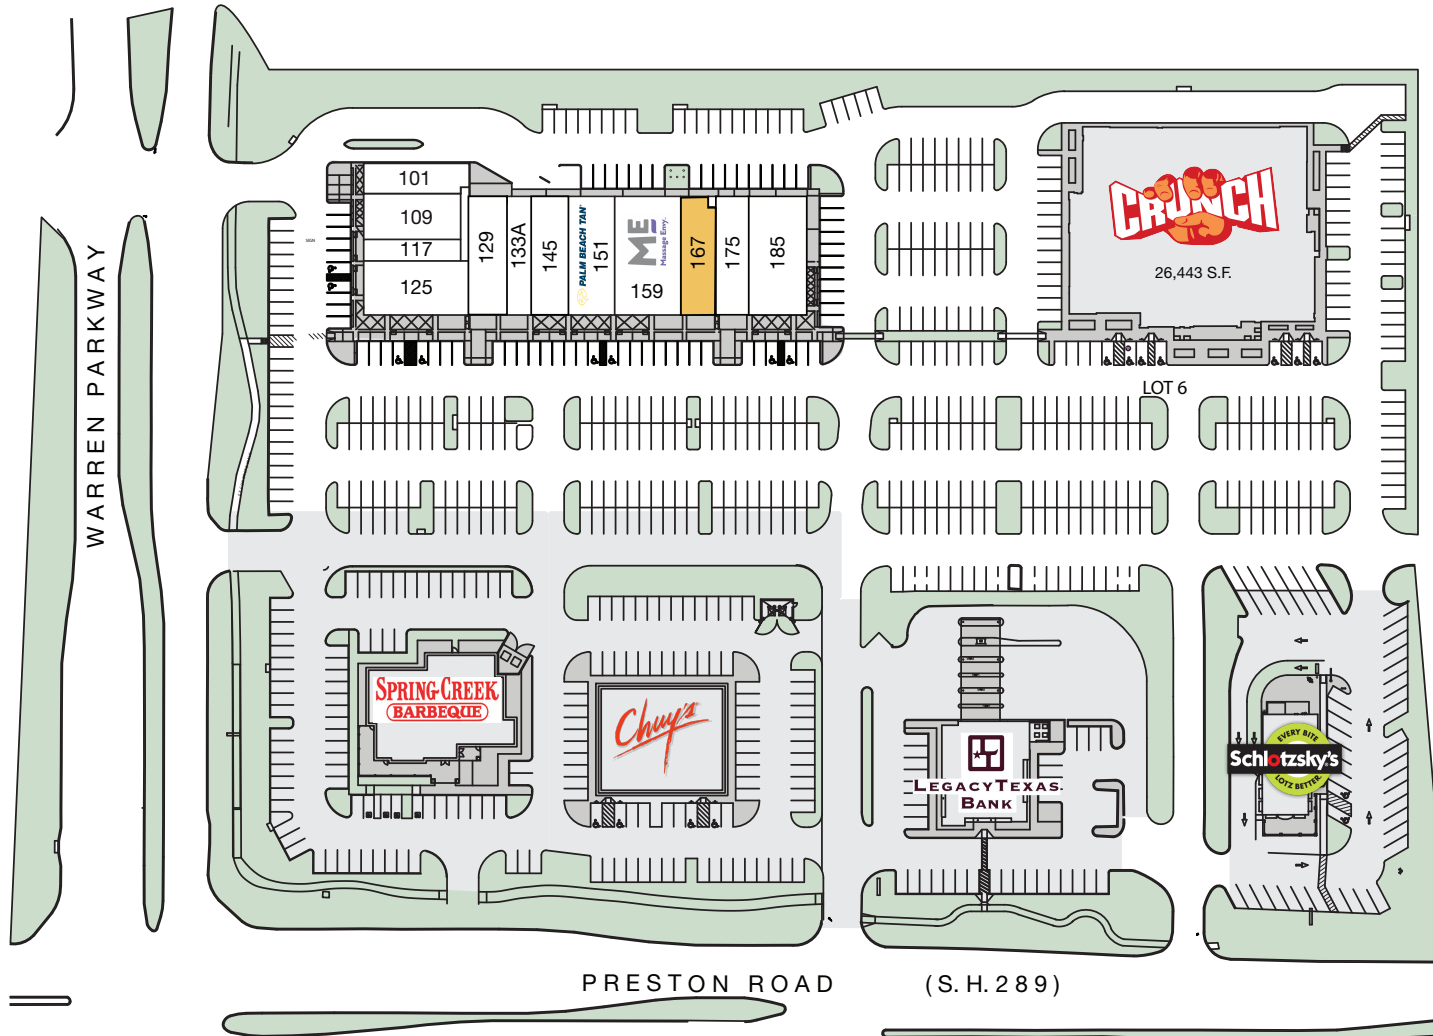 101
109
117
125
129
133A
145
PALM BEACH TAN
151
ME
Massage Envy
159
167
175
185
CRUNCH
26,443 S.F.
LOT 6
WARREN PARKWAY
SPRING CREEK
BARBEQUE
Chuy's
LT
LEGACYTEXAS
BANK
EVERY BITE
Schlotzsky's
LOTZ BETTER
PRESTON ROAD (S.H.289)